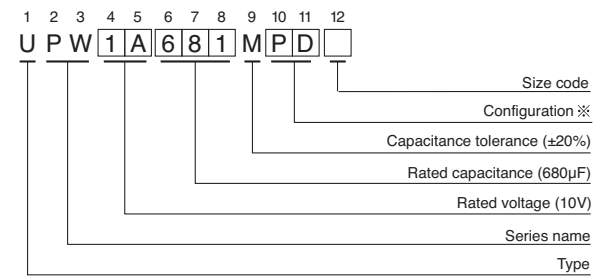 1 2 3 4 5 6 7 8 9 10 11 12
U P W 1 A 6 8 1 M P D
Size code
Configuration ※
Capacitance tolerance (±20%)
Rated capacitance (680µF)
Rated voltage (10V)
Series name
Type